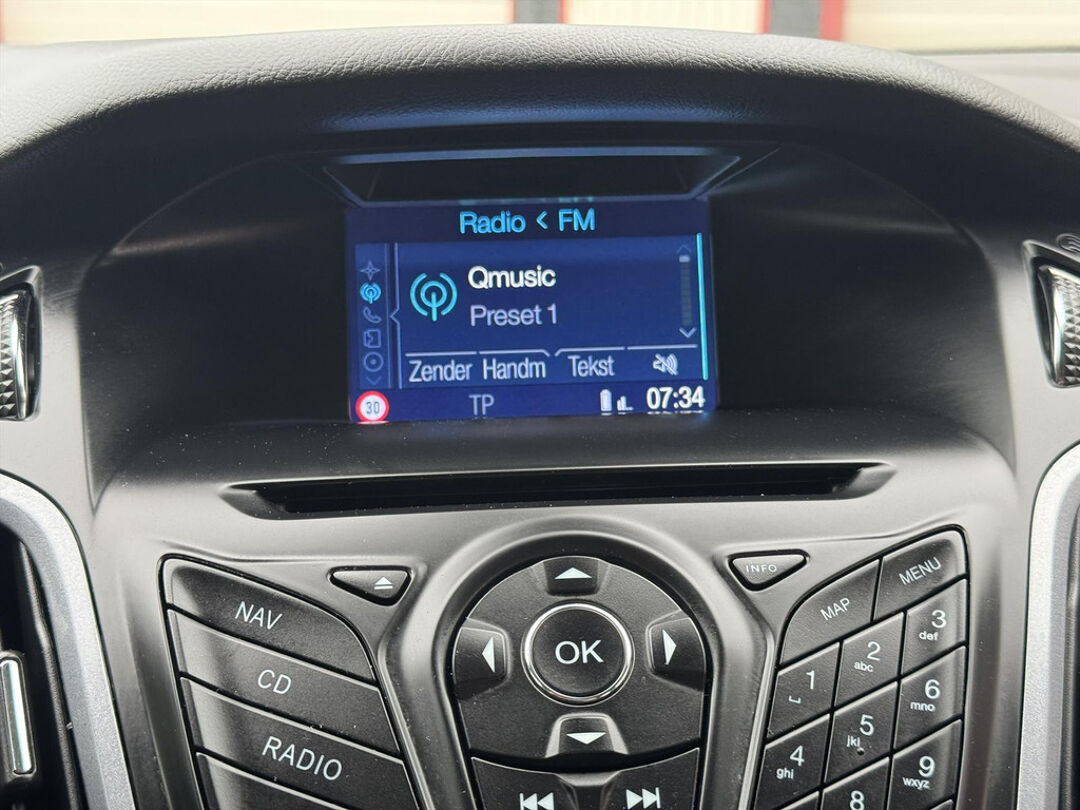 Radio < FM
Qmusic
Preset 1
Zender Handm Tekst
30 TP 07:34
INFO
NAV
CD
RADIO
OK
MAP MENU
1 2 abc 3 def
4 ghi 5 jkl 6 mno
8 9 wxyz